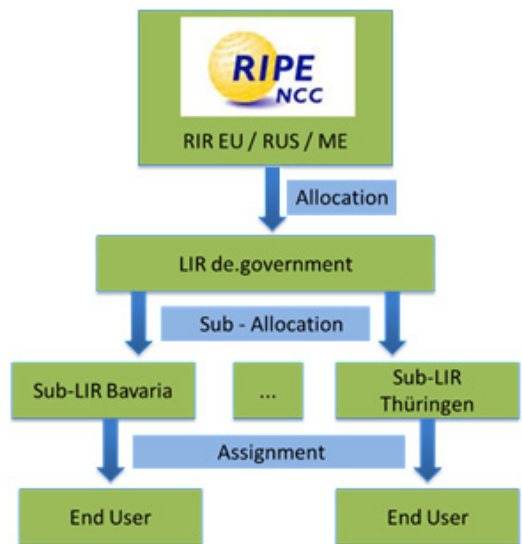 RIPE
NCC
RIR EU / RUS / ME
Allocation
LIR de.government
Sub - Allocation
Sub-LIR Bavaria
...
Sub-LIR
Thüringen
Assignment
End User
End User